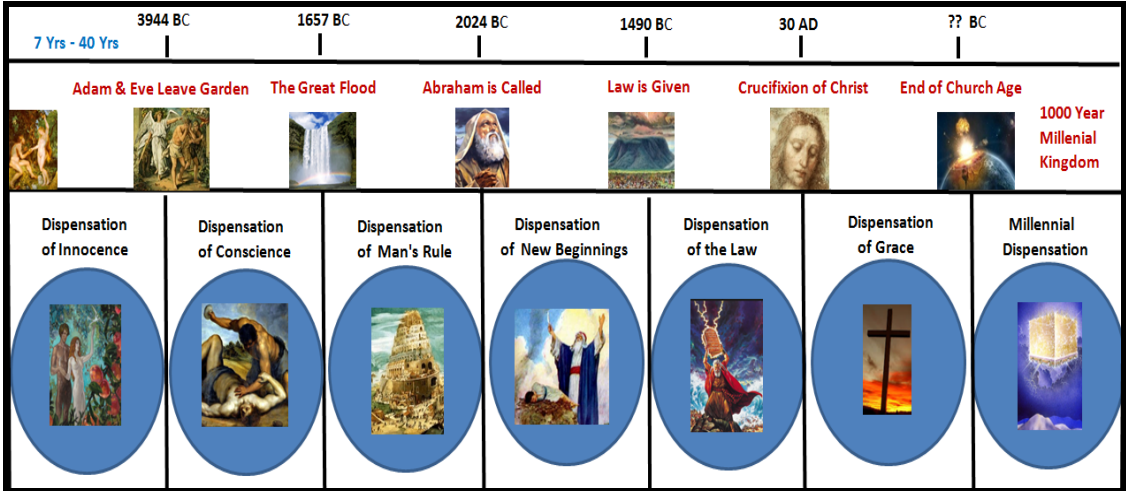 3944 BC
1657 BC
2024 BC
1490 BC
30 AD
?? BC
7 Yrs - 40 Yrs
Adam & Eve Leave Garden
The Great Flood
Abraham is Called
Law is Given
Crucifixion of Christ
End of Church Age
1000 Year
Millenial
Kingdom
Dispensation
of Innocence
Dispensation
of Conscience
Dispensation
of Man's Rule
Dispensation
of New Beginnings
Dispensation
of the Law
Dispensation
of Grace
Millennial
Dispensation